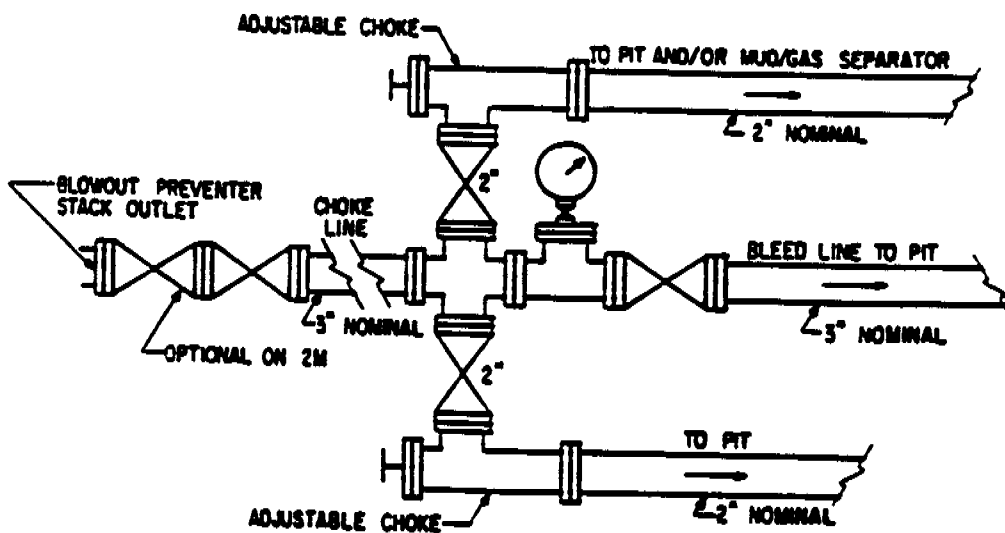 ADJUSTABLE CHOKE
TO PIT AND/OR MUD/GAS SEPARATOR
2" NOMINAL
2"
BLOWOUT PREVENTER
STACK OUTLET
CHOKE
LINE
BLEED LINE TO PIT
3" NOMINAL
3" NOMINAL
OPTIONAL ON 2M
2"
TO PIT
2" NOMINAL
ADJUSTABLE CHOKE